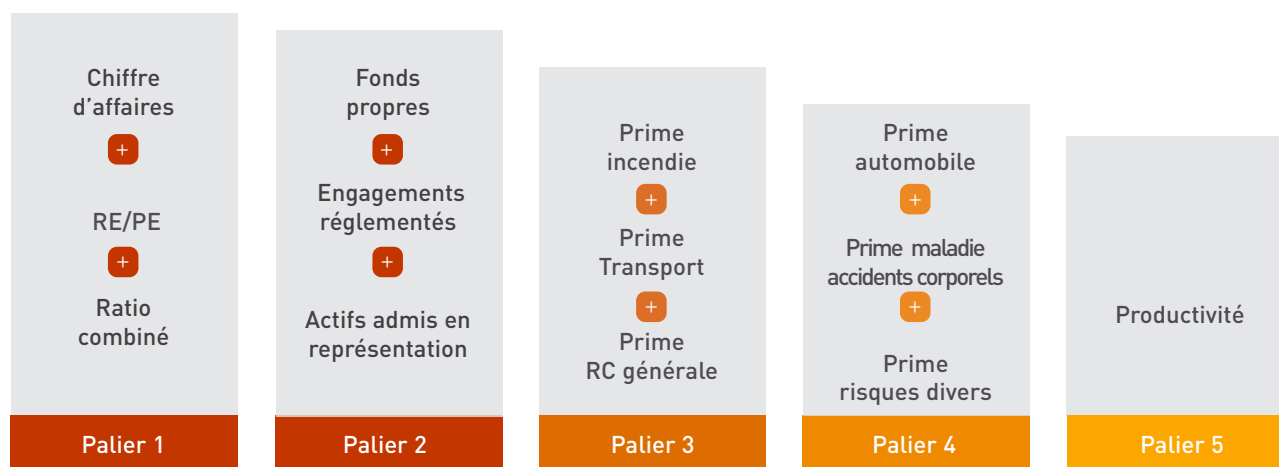 Chiffre
d’affaires
+
RE/PE
+
Ratio
combiné
Palier 1
Fonds
propres
+
Engagements
réglementés
+
Actifs admis en
représentation
Palier 2
Prime
incendie
+
Prime
Transport
+
Prime
RC générale
Palier 3
Prime
automobile
+
Prime maladie
accidents corporels
+
Prime
risques divers
Palier 4
Productivité
Palier 5